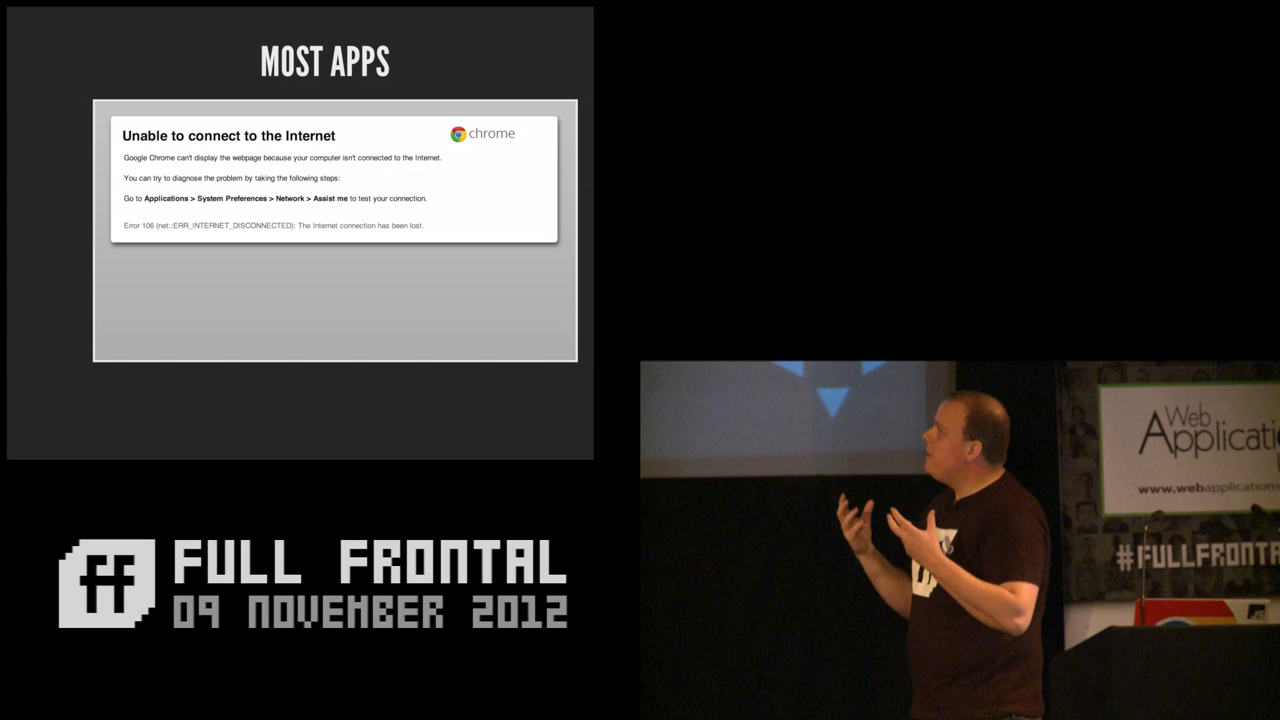 MOST APPS
Unable to connect to the Internet
chrome
Google Chrome can't display the webpage because your computer isn't connected to the Internet.
You can try to diagnose the problem by taking the following steps:
Go to Applications > System Preferences > Network > Assist me to test your connection.
Error 106 (net::ERR_INTERNET_DISCONNECTED): The Internet connection has been lost.
ff
FULL FRONTAL
09 NOVEMBER 2012
Web
Applicati
www.webapplications
#FULLFRONTA
JS